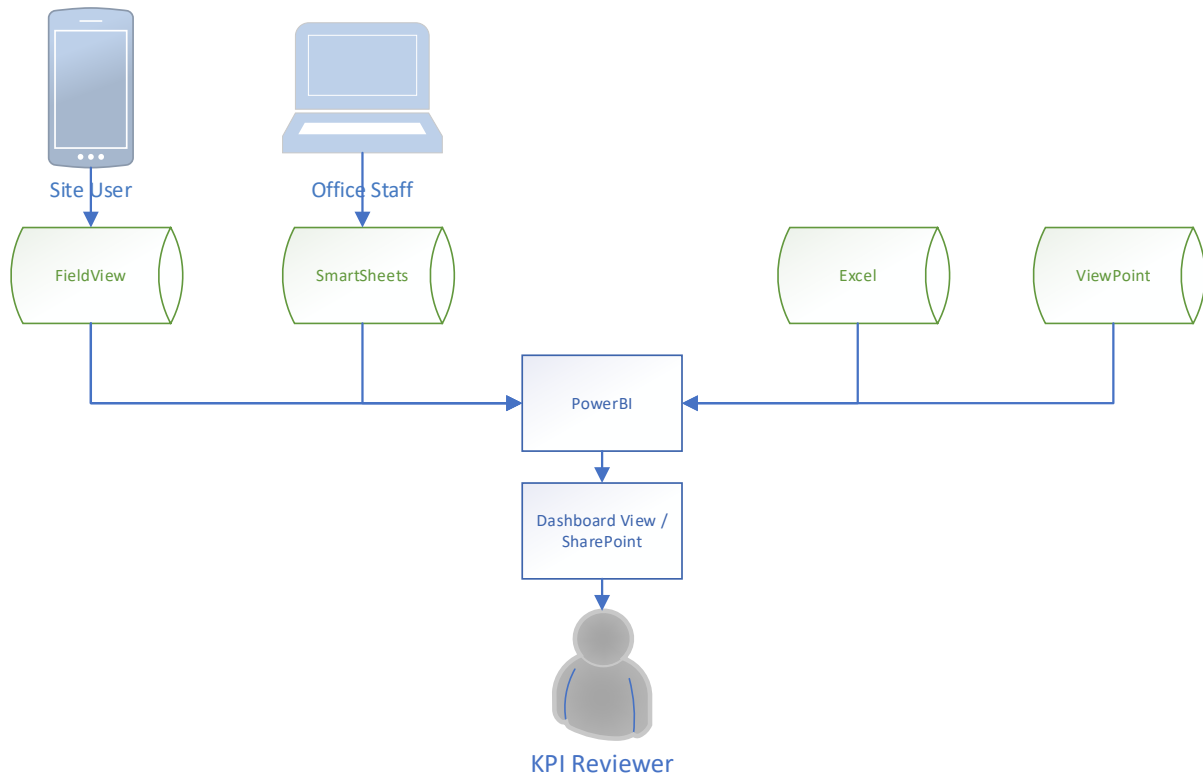 Site User
Office Staff
FieldView
SmartSheets
Excel
ViewPoint
PowerBI
Dashboard View /
SharePoint
KPI Reviewer